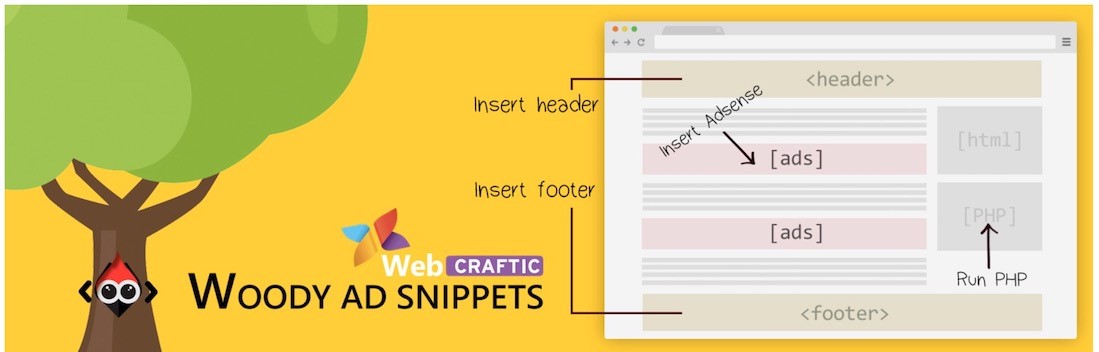 Web CRAFTIC
WOODY AD SNIPPETS
Insert header
Insert footer
<header>
Insert Adsense
[ads]
[html]
[PHP]
[ads]
Run PHP
<footer>